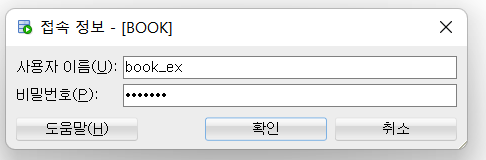 접속 정보 - [BOOK]
사용자 이름(U): book_ex
비밀번호(P): •••••••
도움말(H) 확인 취소